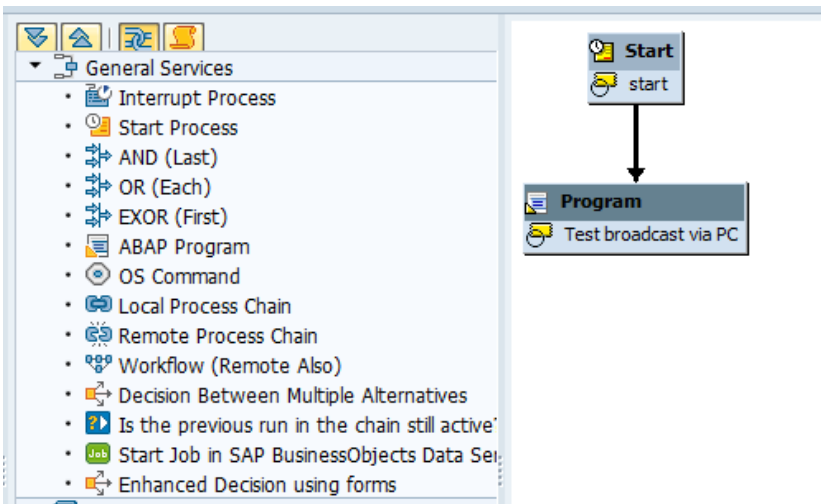 General Services
Interrupt Process
Start Process
AND (Last)
OR (Each)
EXOR (First)
ABAP Program
OS Command
Local Process Chain
Remote Process Chain
Workflow (Remote Also)
Decision Between Multiple Alternatives
Is the previous run in the chain still active
Start Job in SAP BusinessObjects Data Ser
Enhanced Decision using forms
Start
start
Program
Test broadcast via PC